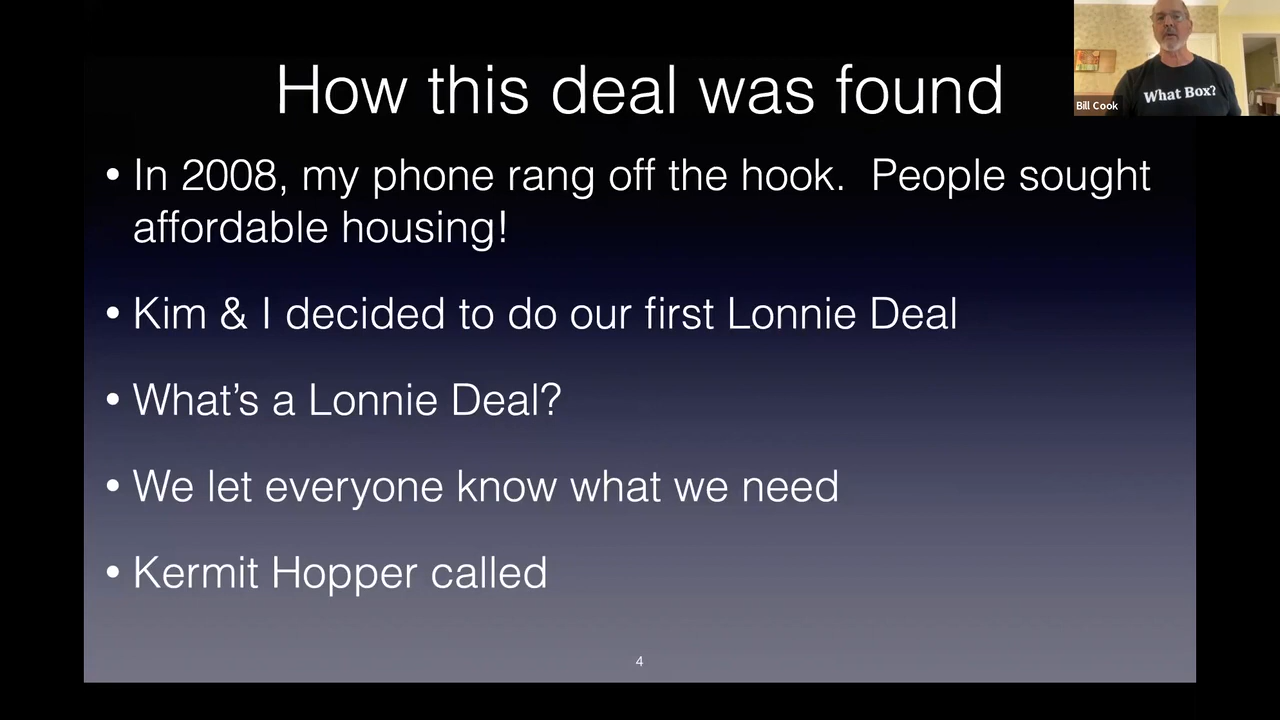 How this deal was found
What Box?
Bill Cook
• In 2008, my phone rang off the hook.  People sought
affordable housing!
• Kim & I decided to do our first Lonnie Deal
• What’s a Lonnie Deal?
• We let everyone know what we need
• Kermit Hopper called
4